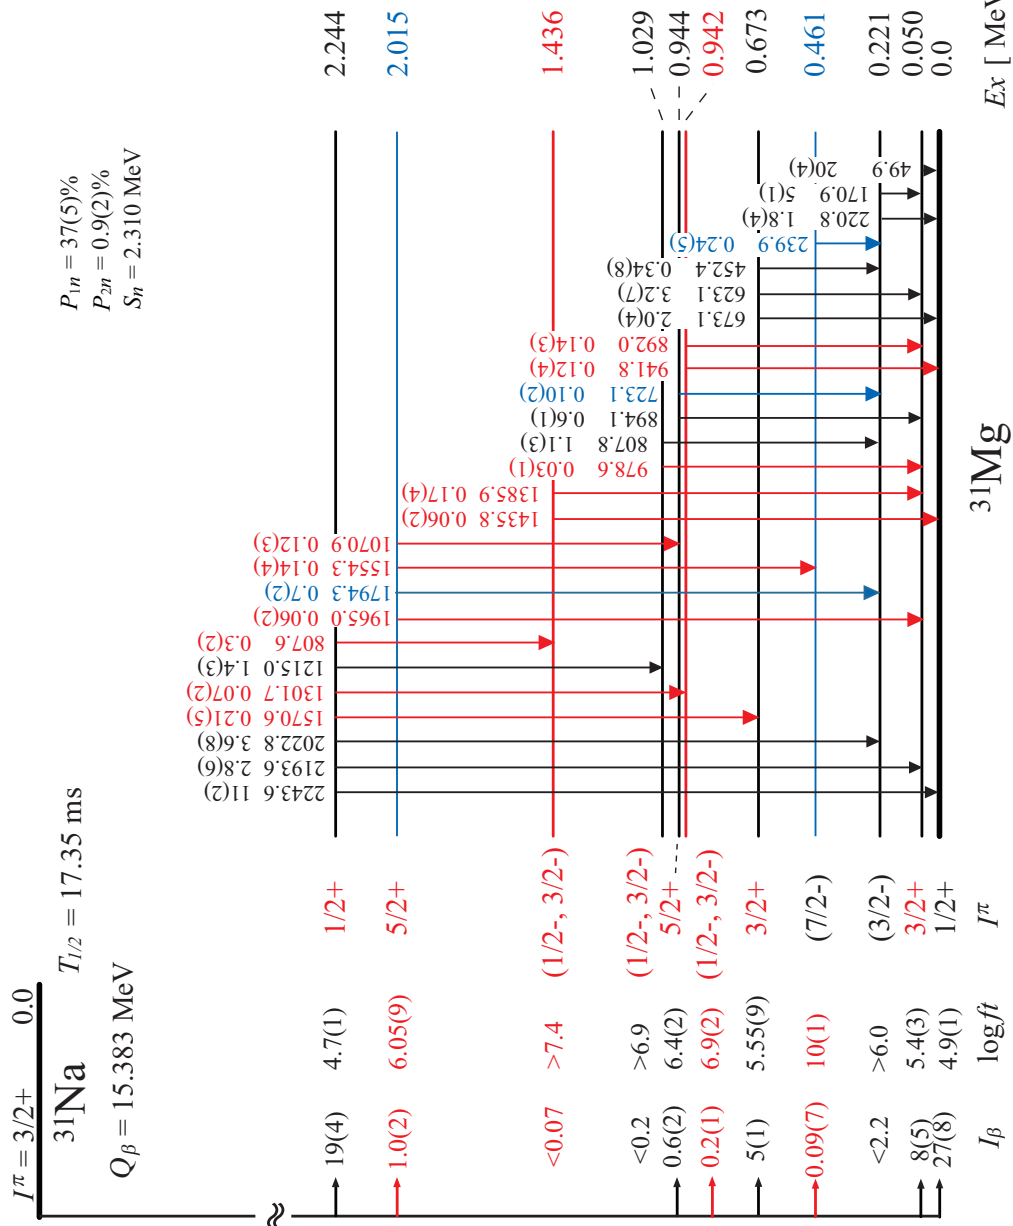 I^π = 3/2+ 0.0
³¹Na T_{1/2} = 17.35 ms
Q_β = 15.383 MeV
P_{1n} = 37(5)%
P_{2n} = 0.9(2)%
S_n = 2.310 MeV
19(4) 4.7(1) 1/2+ 2.244
1.0(2) 6.05(9) 5/2+ 2.015
<0.07 >7.4 (1/2-, 3/2-) 1.436
<0.2 >6.9 (1/2-, 3/2-) 1.029
0.6(2) 6.4(2) 5/2+ 0.944
0.2(1) 6.9(2) (1/2-, 3/2-) 0.942
5(1) 5.55(9) 3/2+ 0.673
0.09(7) 10(1) (7/2-) 0.461
<2.2 >6.0 (3/2-) 0.221
8(5) 5.4(3) 3/2+ 0.050
27(8) 4.9(1) 1/2+ 0.0
I_β logft I^π Ex [ MeV
2243.6 11(2)
2193.6 2.8(6)
2022.8 3.6(8)
1570.6 0.21(5)
1301.7 0.07(2)
1215.0 1.4(3)
807.6 0.3(2)
1965.0 0.06(2)
1794.3 0.7(2)
1554.3 0.14(4)
1070.9 0.12(3)
1435.8 0.06(2)
1385.9 0.17(4)
978.6 0.03(1)
807.8 1.1(3)
894.1 0.6(1)
723.1 0.10(2)
941.8 0.12(4)
892.0 0.14(3)
673.1 2.0(4)
623.1 3.2(7)
452.4 0.34(8)
239.9 0.24(5)
220.8 1.8(4)
170.9 5(1)
49.9 20(4)
³¹Mg